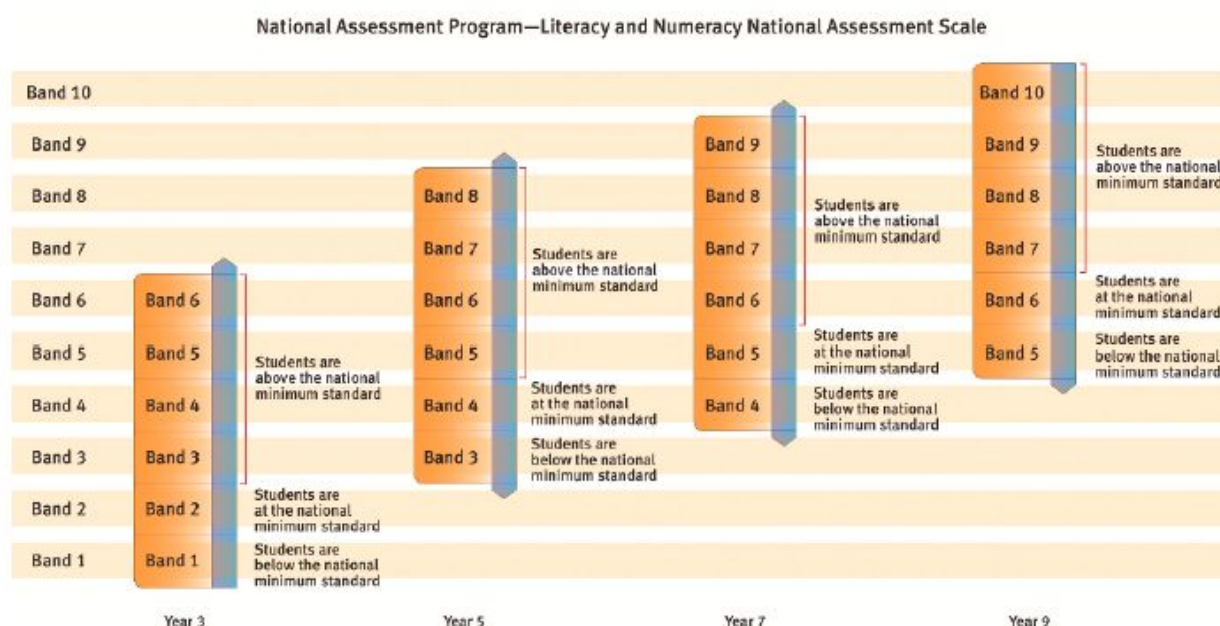 National Assessment Program—Literacy and Numeracy National Assessment Scale
Band 10
Band 9
Band 8
Band 7
Band 6
Band 5
Band 4
Band 3
Band 2
Band 1
Band 6
Band 5
Band 4
Band 3
Band 2
Band 1
Students are
above the national
minimum standard
Students are
at the national
minimum standard
Students are
below the national
minimum standard
Year 3
Band 8
Band 7
Band 6
Band 5
Band 4
Band 3
Students are
above the national
minimum standard
Students are
at the national
minimum standard
Students are
below the national
minimum standard
Year 5
Band 9
Band 8
Band 7
Band 6
Band 5
Band 4
Students are
above the national
minimum standard
Students are
at the national
minimum standard
Students are
below the national
minimum standard
Year 7
Band 10
Band 9
Band 8
Band 7
Band 6
Band 5
Students are
above the national
minimum standard
Students are
at the national
minimum standard
Students are
below the national
minimum standard
Year 9